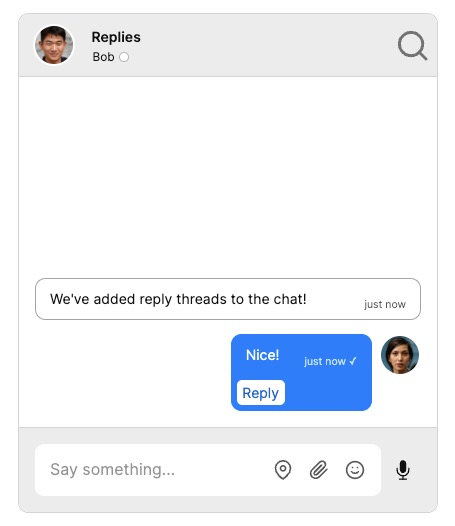 Replies
Bob
We've added reply threads to the chat!
just now
Nice!
just now ✓
Reply
Say something...